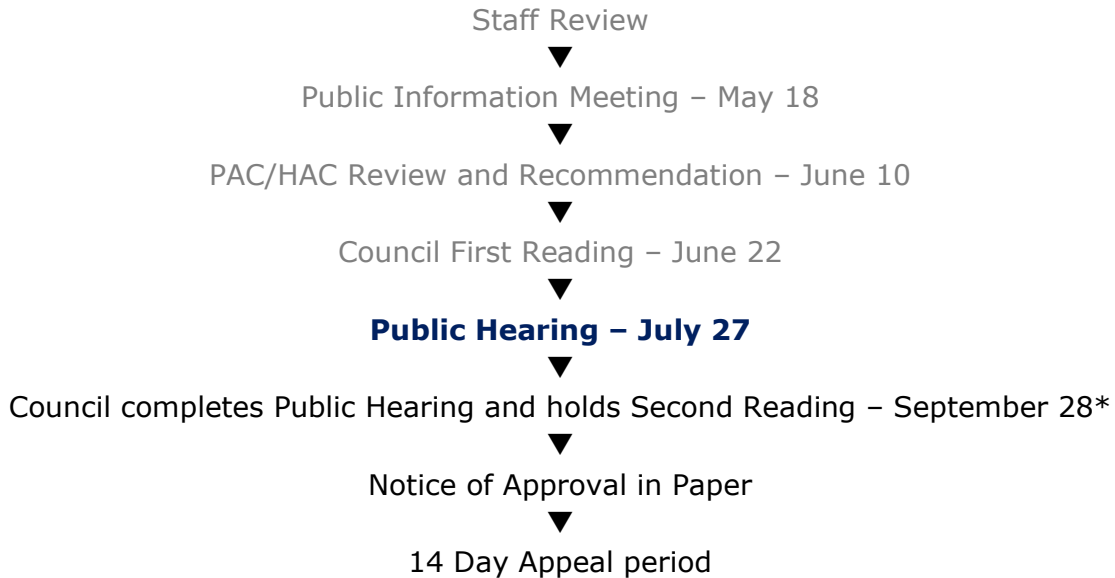 Staff Review
▼
Public Information Meeting – May 18
▼
PAC/HAC Review and Recommendation – June 10
▼
Council First Reading – June 22
▼
Public Hearing – July 27
▼
Council completes Public Hearing and holds Second Reading – September 28*
▼
Notice of Approval in Paper
▼
14 Day Appeal period